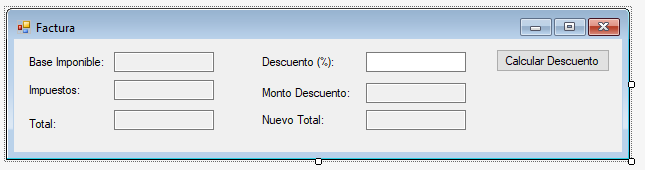 Factura
Base Imponible:
Descuento (%):
Calcular Descuento
Impuestos:
Monto Descuento:
Total:
Nuevo Total: